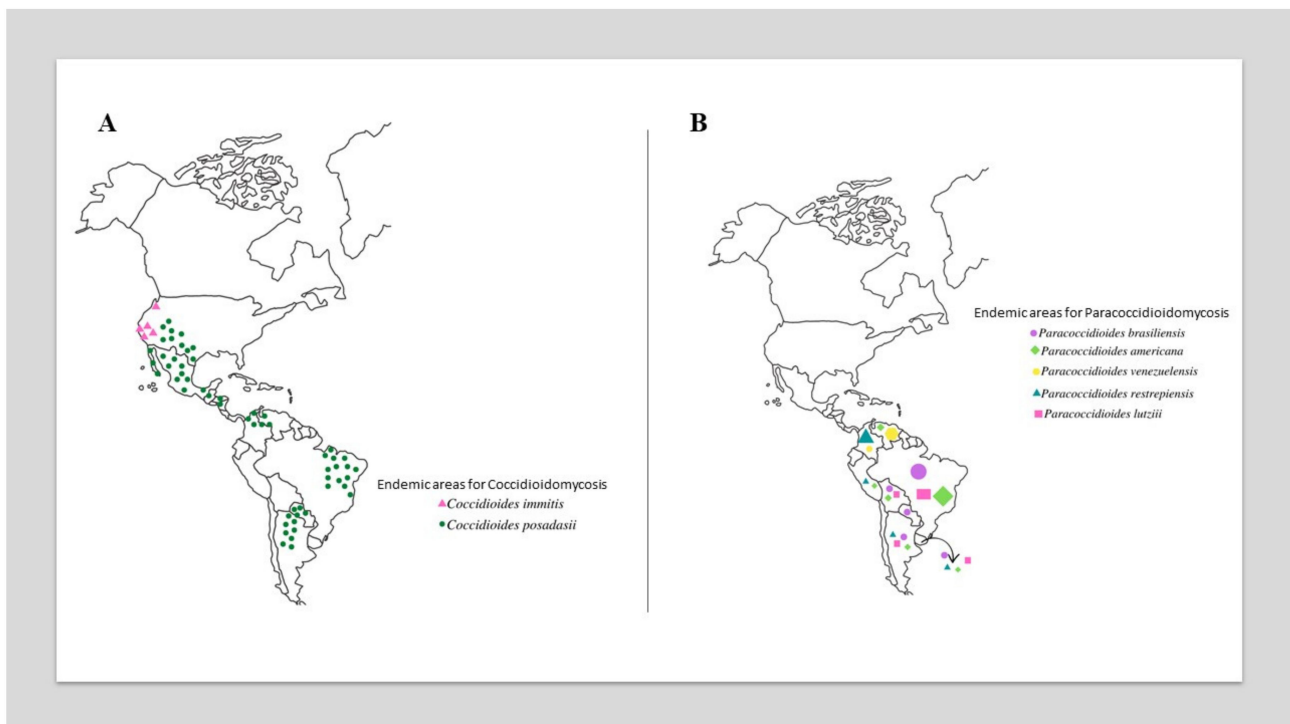 A
Endemic areas for Coccidioidomycosis
Coccidioides immitis
Coccidioides posadasii
B
Endemic areas for Paracoccidioidomycosis
Paracoccidioides brasiliensis
Paracoccidioides americana
Paracoccidioides venezuelensis
Paracoccidioides restrepiensis
Paracoccidioides lutziii